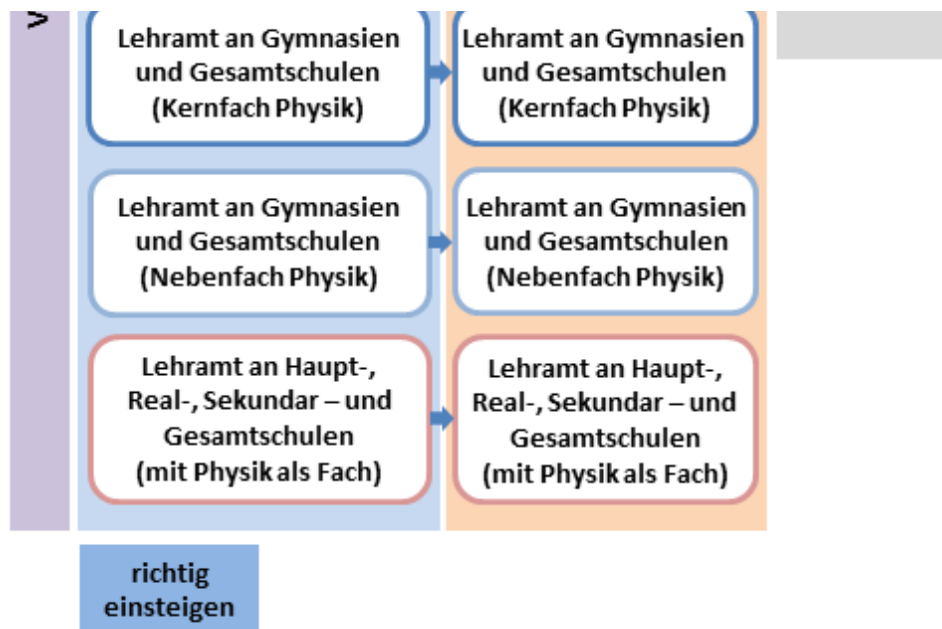 Lehramt an Gymnasien
und Gesamtschulen
(Kernfach Physik)
Lehramt an Gymnasien
und Gesamtschulen
(Kernfach Physik)
Lehramt an Gymnasien
und Gesamtschulen
(Nebenfach Physik)
Lehramt an Gymnasien
und Gesamtschulen
(Nebenfach Physik)
Lehramt an Haupt-,
Real-, Sekundar – und
Gesamtschulen
(mit Physik als Fach)
Lehramt an Haupt-,
Real-, Sekundar – und
Gesamtschulen
(mit Physik als Fach)
richtig
einsteigen